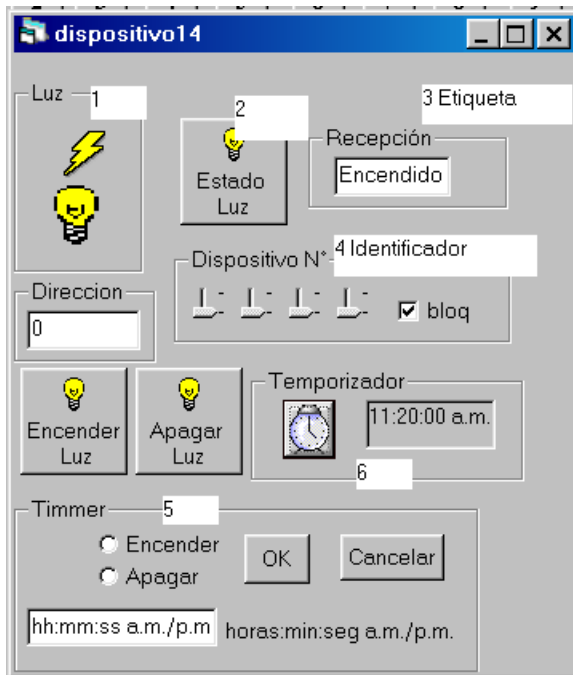 dispositivo14
Luz 1
2
3 Etiqueta
Recepción
Encendido
Estado
Luz
4 Identificador
Dispositivo N°
bloq
Direccion
0
Encender
Luz
Apagar
Luz
Temporizador
11:20:00 a.m.
6
Timmer 5
Encender
Apagar
OK
Cancelar
hh:mm:ss a.m./p.m
horas:min:seg a.m./p.m.